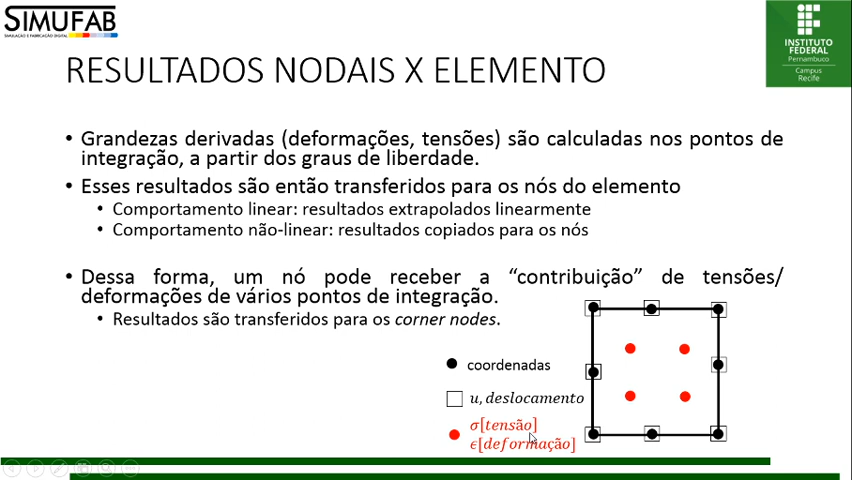 SIMUFAB
SIMULAÇÃO E FABRICAÇÃO DIGITAL
INSTITUTO
FEDERAL
Pernambuco
Campus
Recife
RESULTADOS NODAIS X ELEMENTO
• Grandezas derivadas (deformações, tensões) são calculadas nos pontos de
integração, a partir dos graus de liberdade.
• Esses resultados são então transferidos para os nós do elemento
• Comportamento linear: resultados extrapolados linearmente
• Comportamento não-linear: resultados copiados para os nós
• Dessa forma, um nó pode receber a “contribuição” de tensões/
deformações de vários pontos de integração.
• Resultados são transferidos para os corner nodes.
coordenadas
u, deslocamento
σ[tensão]
ϵ[deformação]